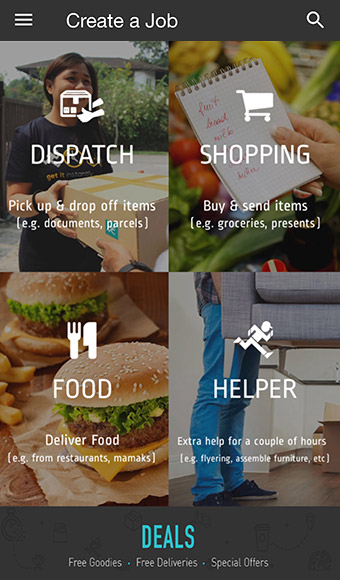 Create a Job
DISPATCH
Pick up & drop off items
(e.g. documents, parcels)
SHOPPING
Buy & send items
(e.g. groceries, presents)
FOOD
Deliver Food
(e.g. from restaurants, mamaks)
HELPER
Extra help for a couple of hours
(e.g. flyering, assemble furniture, etc)
DEALS
Free Goodies • Free Deliveries • Special Offers